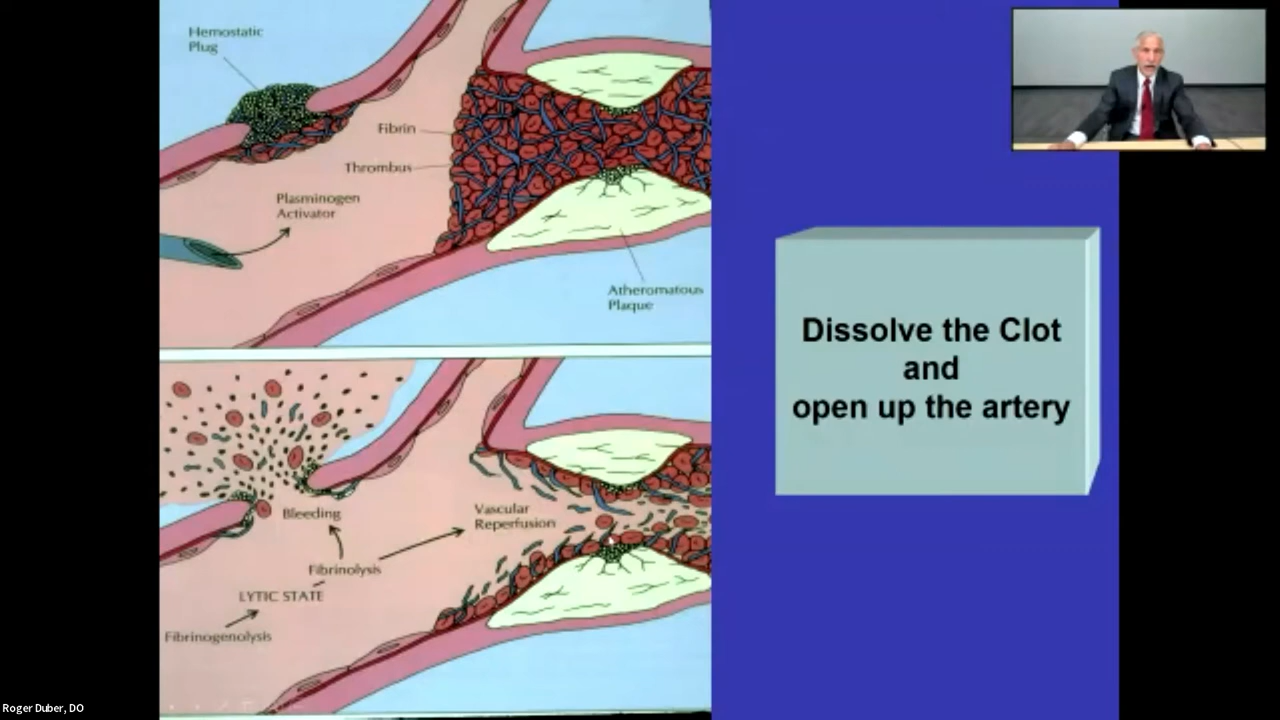 Hemostatic
Plug
Fibrin
Thrombus
Plasminogen
Activator
Atheromatous
Plaque
Bleeding
Vascular
Reperfusion
Fibrinolysis
LYTIC STATE
Fibrinogenolysis
Dissolve the Clot
and
open up the artery
Roger Duber, DO